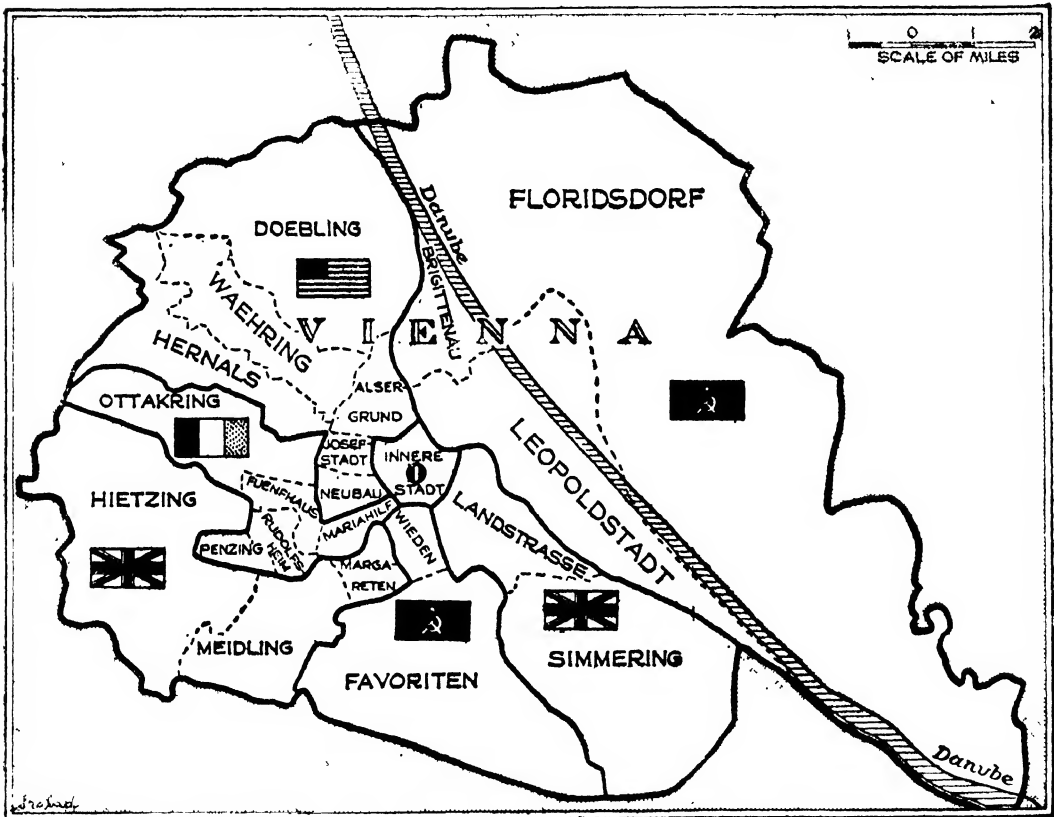 0 2
SCALE OF MILES
FLORIDSDORF
Danube
DOEBLING
BRIGITTENAU
WAEHRING
VIENNA
HERNALS
ALSER
GRUND
OTTAKRING
JOSEF-
STADT
INNERE
STADT
LEOPOLDSTADT
HIETZING
FUENFHAUS
NEUBAU
MARIAHILF
WIEDEN
LANDSTRASSE
PENZING
RUDOLFS
HEIM
MARGA-
RETEN
MEIDLING
FAVORITEN
SIMMERING
Danube